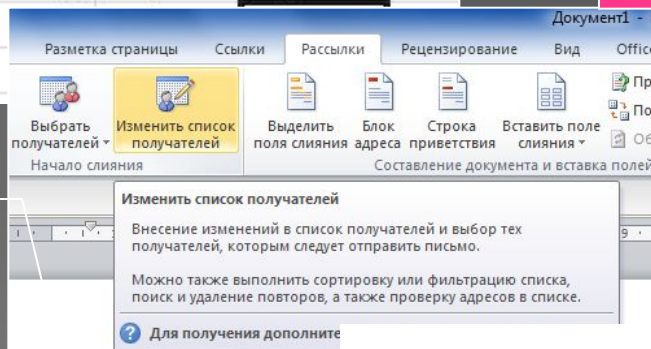 Документ1 -
Разметка страницы Ссылки Рассылки Рецензирование Вид Office
Выбрать получателей
Изменить список получателей
Выделить поля слияния
Блок адреса
Строка приветствия
Вставить поле слияния
Начало слияния
Составление документа и вставка полей
Изменить список получателей
Внесение изменений в список получателей и выбор тех
получателей, которым следует отправить письмо.
Можно также выполнить сортировку или фильтрацию списка,
поиск и удаление повторов, а также проверку адресов в списке.
Для получения дополните